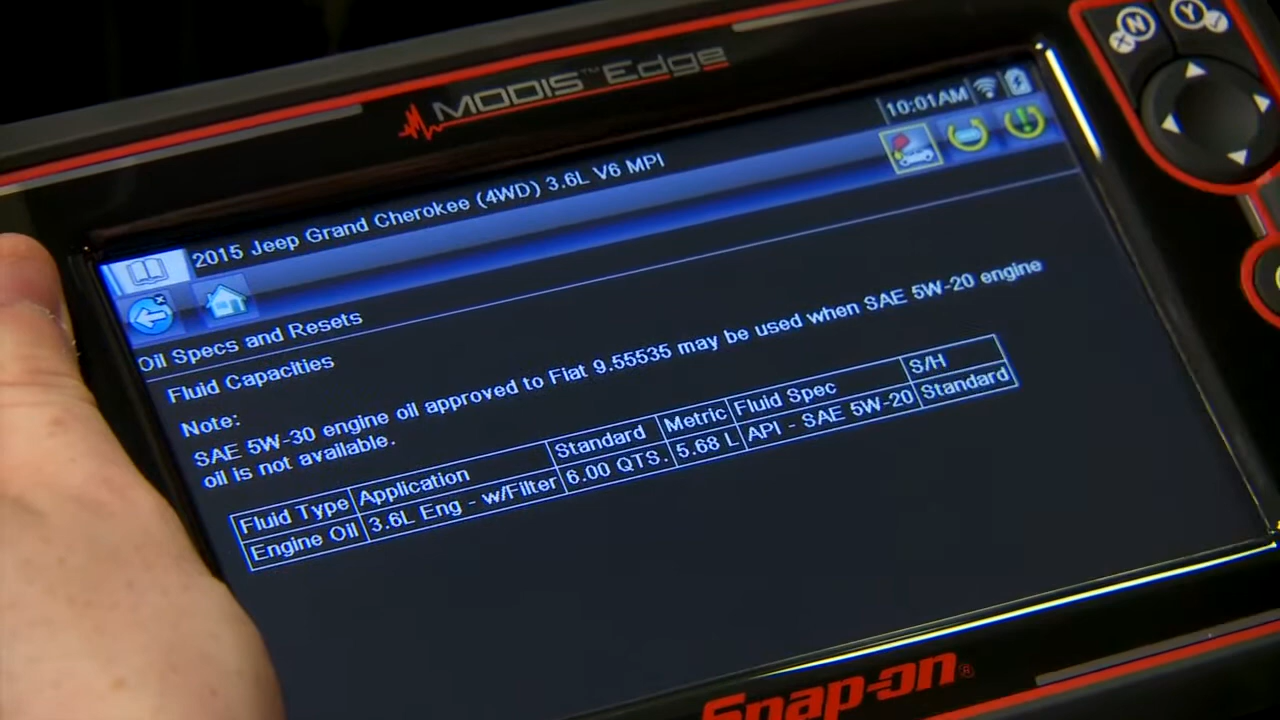 MODIS™ Edge
N
X
Y
10:01AM
2015 Jeep Grand Cherokee (4WD) 3.6L V6 MPI
Oil Specs and Resets
Fluid Capacities
Note:
SAE 5W-30 engine oil approved to Fiat 9.55535 may be used when SAE 5W-20 engine
oil is not available.
Fluid Type Application Standard Metric Fluid Spec S/H
Engine Oil 3.6L Eng - w/Filter 6.00 QTS. 5.68 L API - SAE 5W-20 Standard
Snap-on®